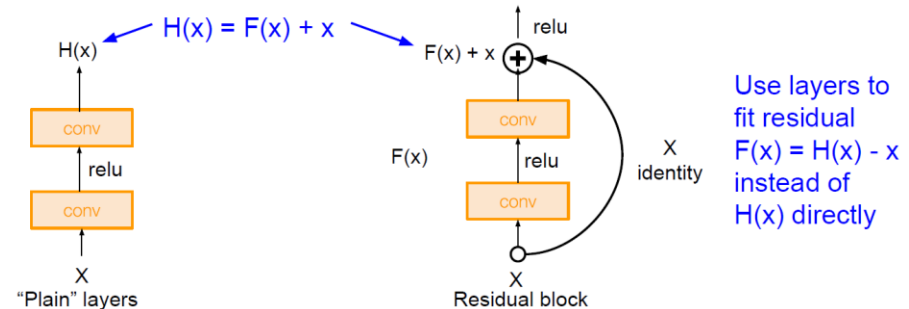 H(x) = F(x) + x
H(x)
conv
relu
conv
X
“Plain” layers
relu
F(x) + x
+
conv
F(x)
relu
conv
X
identity
X
Residual block
Use layers to
fit residual
F(x) = H(x) - x
instead of
H(x) directly